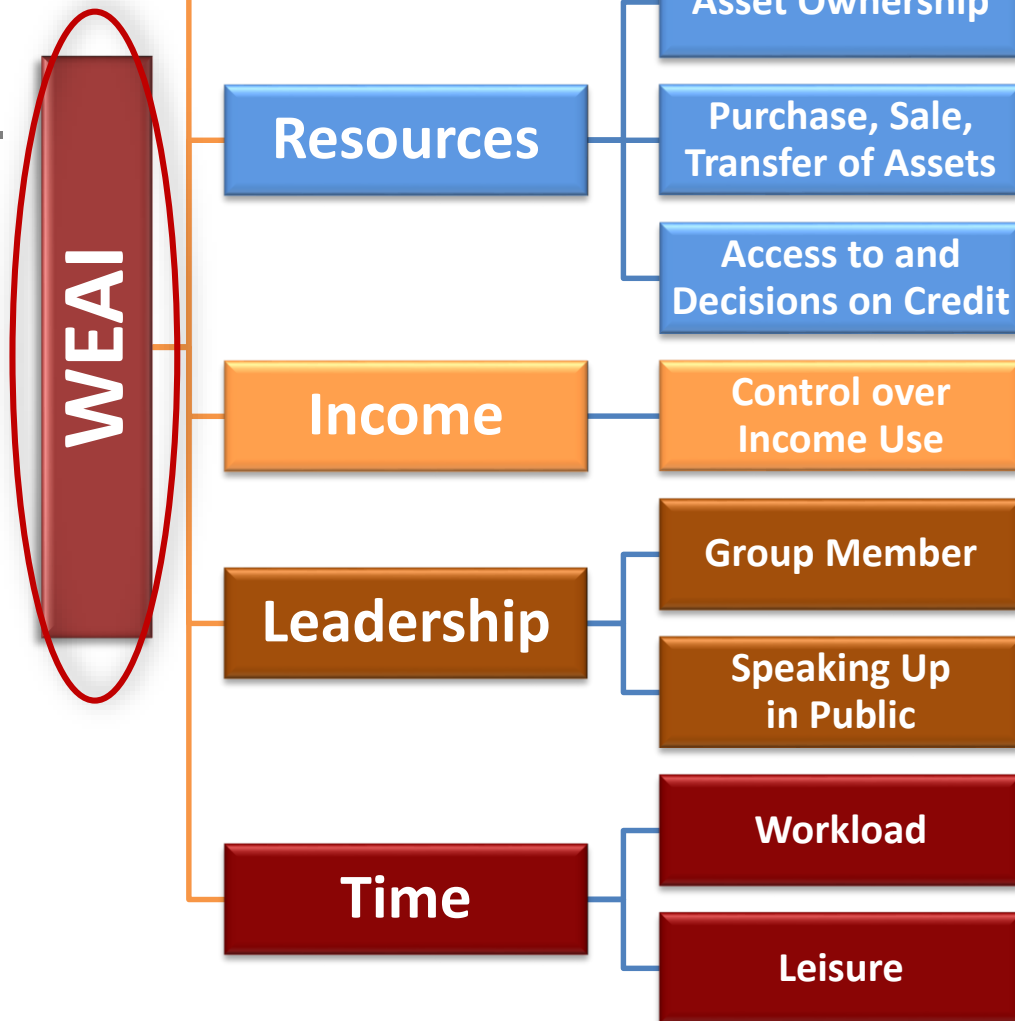 WEAI
Asset Ownership
Resources
Purchase, Sale,
Transfer of Assets
Access to and
Decisions on Credit
Income
Control over
Income Use
Leadership
Group Member
Speaking Up
in Public
Time
Workload
Leisure